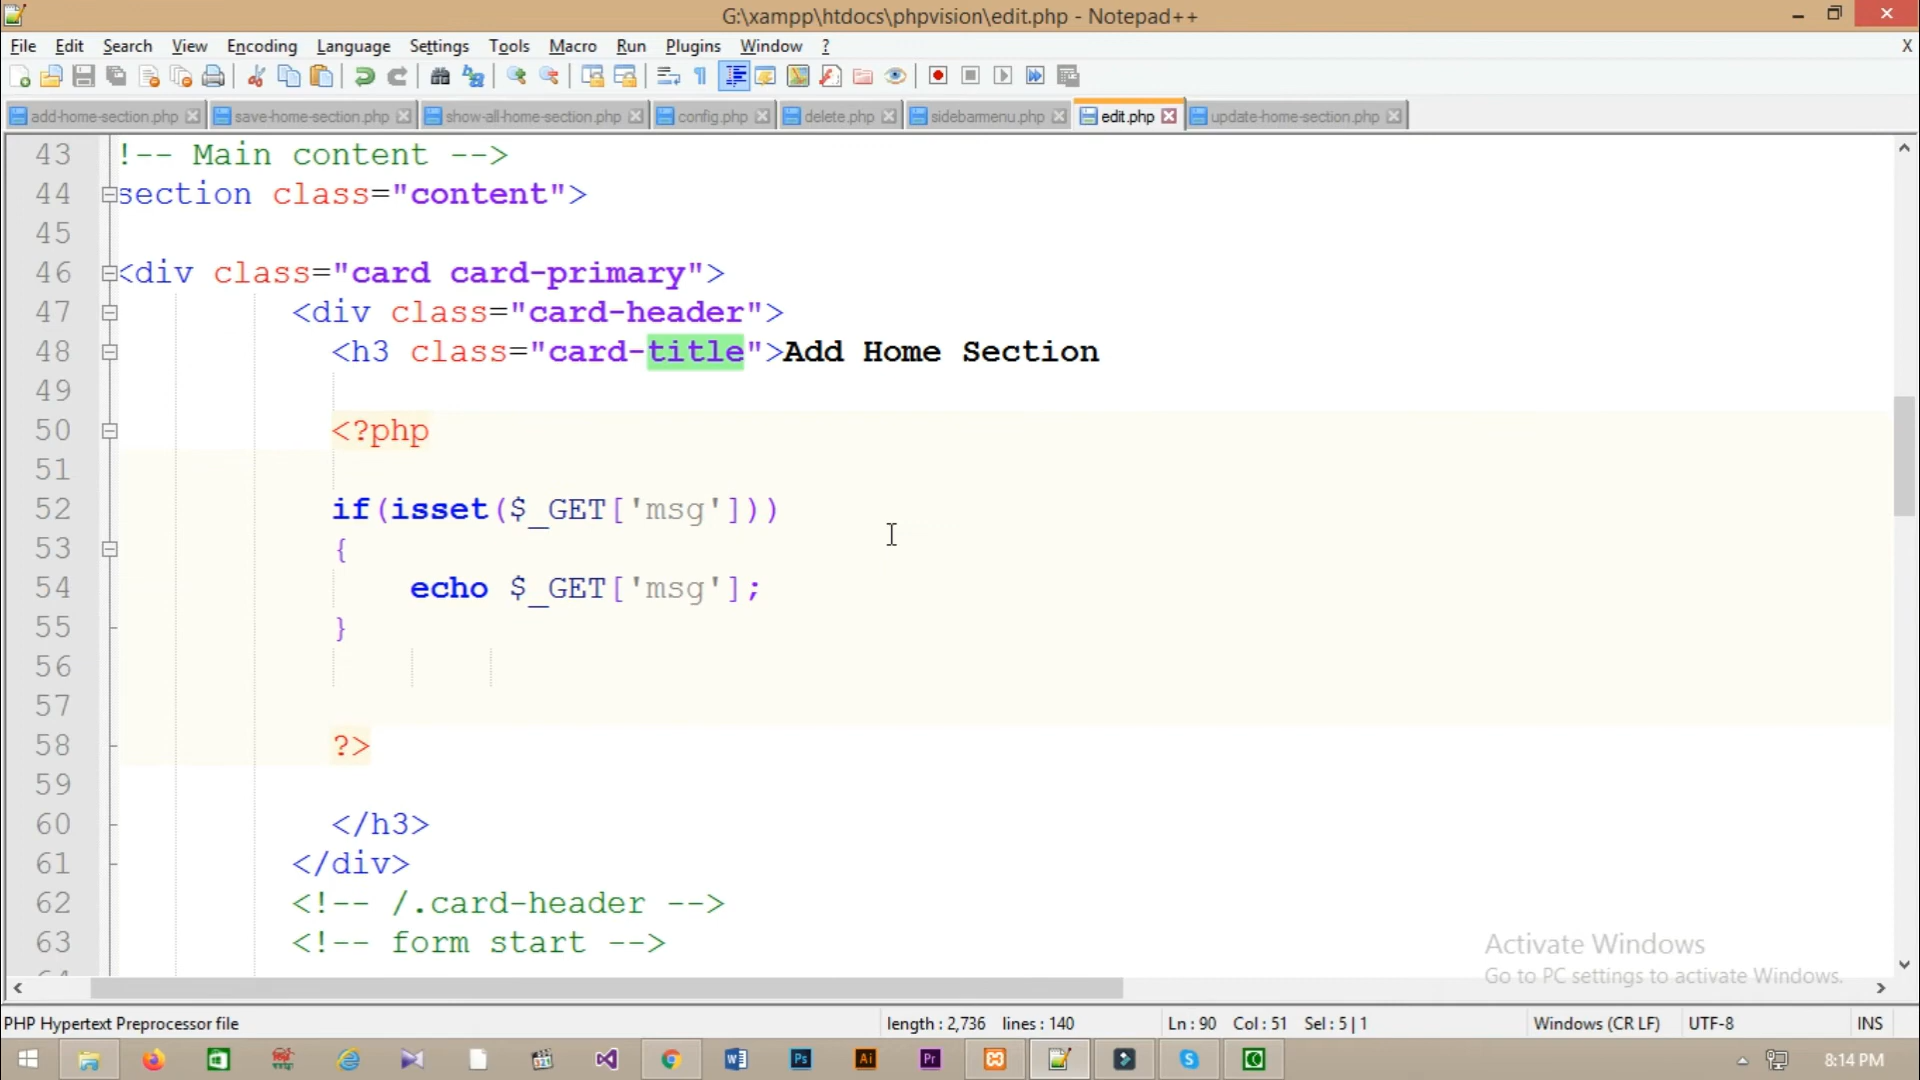 G:\xampp\htdocs\phpvision\edit.php - Notepad++
File Edit Search View Encoding Language Settings Tools Macro Run Plugins Window ? X
add-home-section.php save-home-section.php show-all-home-section.php config.php delete.php sidebarmenu.php edit.php update-home-section.php
43 !-- Main content -->
44 section class="content">
45
46 <div class="card card-primary">
47 <div class="card-header">
48 <h3 class="card-title">Add Home Section
49
50 <?php
51
52 if(isset($_GET['msg']))
53 {
54 echo $_GET['msg'];
55 }
56
57
58 ?>
59
60 </h3>
61 </div>
62 <!-- /.card-header -->
63 <!-- form start -->
Activate Windows
Go to PC settings to activate Windows.
PHP Hypertext Preprocessor file length : 2,736 lines : 140 Ln : 90 Col : 51 Sel : 5 | 1 Windows (CR LF) UTF-8 INS
8:14 PM